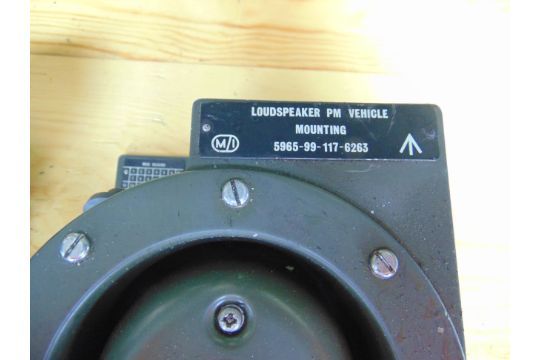 LOUDSPEAKER PM VEHICLE
MOUNTING
M/I
5965-99-117-6263